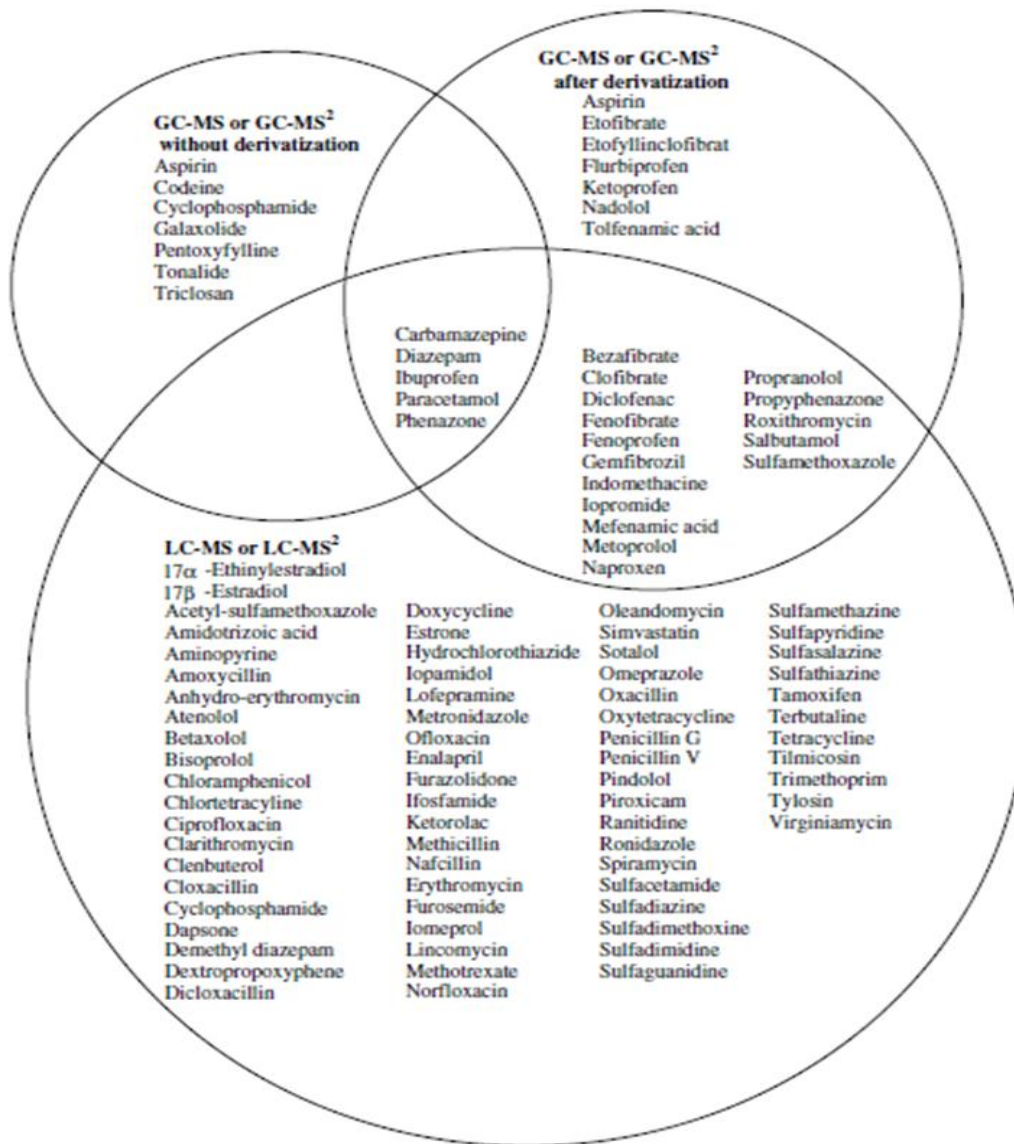 GC-MS or GC-MS²
without derivatization
Aspirin
Codeine
Cyclophosphamide
Galaxolide
Pentoxyfylline
Tonalide
Triclosan
GC-MS or GC-MS²
after derivatization
Aspirin
Etofibrate
Etofyllinclofibrat
Flurbiprofen
Ketoprofen
Nadolol
Tolfenamic acid
Carbamazepine
Diazepam
Ibuprofen
Paracetamol
Phenazone
Bezafibrate
Clofibrate
Diclofenac
Fenofibrate
Fenoprofen
Gemfibrozil
Indomethacine
Iopromide
Mefenamic acid
Metoprolol
Naproxen
Propranolol
Propyphenazone
Roxithromycin
Salbutamol
Sulfamethoxazole
LC-MS or LC-MS²
17α -Ethinylestradiol
17β -Estradiol
Acetyl-sulfamethoxazole
Amidotrizoic acid
Aminopyrine
Amoxycillin
Anhydro-erythromycin
Atenolol
Betaxolol
Bisoprolol
Chloramphenicol
Chlortetracyline
Ciprofloxacin
Clarithromycin
Clenbuterol
Cloxacillin
Cyclophosphamide
Dapsone
Demethyl diazepam
Dextropropoxyphene
Dicloxacillin
Doxycycline
Estrone
Hydrochlorothiazide
Iopamidol
Lofepramine
Metronidazole
Ofloxacin
Enalapril
Furazolidone
Ifosfamide
Ketorolac
Methicillin
Nafcillin
Erythromycin
Furosemide
Iomeprol
Lincomycin
Methotrexate
Norfloxacin
Oleandomycin
Simvastatin
Sotalol
Omeprazole
Oxacillin
Oxytetracycline
Penicillin G
Penicillin V
Pindolol
Piroxicam
Ranitidine
Ronidazole
Spiramycin
Sulfacetamide
Sulfadiazine
Sulfadimethoxine
Sulfadimidine
Sulfaguanidine
Sulfamethazine
Sulfapyridine
Sulfasalazine
Sulfathiazine
Tamoxifen
Terbutaline
Tetracycline
Tilmicosin
Trimethoprim
Tylosin
Virginiamycin